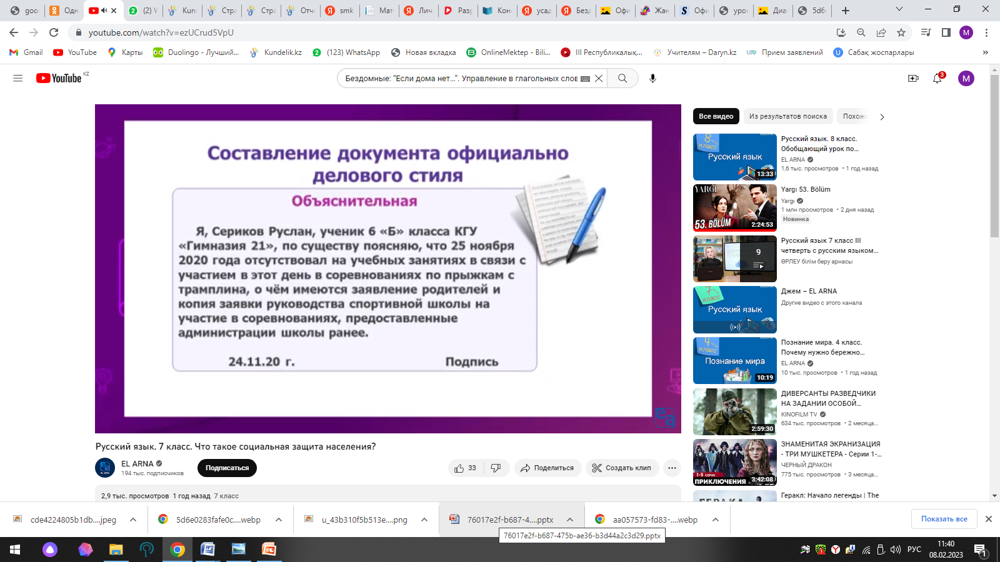 goo
Одн
(2) W
Kund
Стра
Стра
Отче
smk
Мат
Личн
Разр
Конс
усад
Безд
Офи
Жан
Офи
урок
Диа
5d6
youtube.com/watch?v=ezUCrud5VpU
M
Gmail
YouTube
Карты
Duolingo - Лучший...
Kundelik.kz
(123) WhatsApp
Новая вкладка
OnlineMektep - Bili...
III Республикалық...
Учителям – Daryn.kz
Прием заявлений
Сабақ жоспарлары
»
YouTube KZ
Бездомные: "Если дома нет...". Управление в глагольных слов
3
M
Составление документа официально
делового стиля
Объяснительная
Я, Сериков Руслан, ученик 6 «Б» класса КГУ
«Гимназия 21», по существу поясняю, что 25 ноября
2020 года отсутствовал на учебных занятиях в связи с
участием в этот день в соревнованиях по прыжкам с
трамплина, о чём имеются заявление родителей и
копия заявки руководства спортивной школы на
участие в соревнованиях, предоставленные
администрации школы ранее.
24.11.20 г.
Подпись
Русский язык. 7 класс. Что такое социальная защита населения?
EL ARNA
194 тыс. подписчиков
Подписаться
33
Поделиться
Создать клип
2,9 тыс. просмотров 1 год назад 7 класс
Все видео
Из результатов поиска
Похожи
8
класс
Русский язык
13:33
Русский язык. 8 класс.
Обобщающий урок по...
EL ARNA
1,6 тыс. просмотров • 1 год назад
YARGI
53. BÖLÜM
2:24:53
Yargı 53. Bölüm
Yargı
1 млн просмотров • 2 дня назад
Новинка
9
Русский язык 7 класс III
четверть с русским языком...
ӨРЛЕУ білім беру арнасы
7
класс
Русский язык
Джем – EL ARNA
Другие видео с этого канала
4
класс
Познание мира
10:19
Познание мира. 4 класс.
Почему нужно бережно...
EL ARNA
10 тыс. просмотров • 1 год назад
2:59:30
ДИВЕРСАНТЫ РАЗВЕДЧИКИ
НА ЗАДАНИИ ОСОБОЙ...
KINOFILM TV
634 тыс. просмотров • 2 месяца...
1-5 СЕРИИ
ПРИКЛЮЧЕНИЯ
3:42:08
ЗНАМЕНИТАЯ ЭКРАНИЗАЦИЯ
- ТРИ МУШКЕТЕРА - Серии 1-...
ЧЕРНЫЙ ДРАКОН
775 тыс. просмотров • 3 месяца...
Геракл: Начало легенды | The
cde4224805b1db....jpeg
5d6e0283fafe0c....webp
u_43b310f5b513e....png
76017e2f-b687-4....pptx
aa057573-fd83-....webp
Показать все
76017e2f-b687-475b-ae36-b3d44a2c3d29.pptx
РУС
11:40
08.02.2023
1